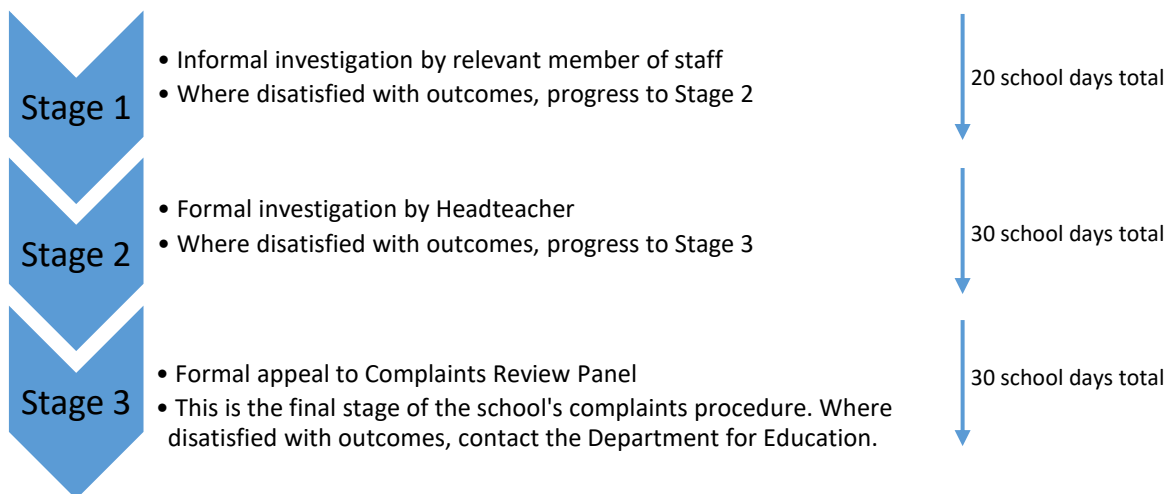 Stage 1
• Informal investigation by relevant member of staff
• Where disatisfied with outcomes, progress to Stage 2
20 school days total
Stage 2
• Formal investigation by Headteacher
• Where disatisfied with outcomes, progress to Stage 3
30 school days total
Stage 3
• Formal appeal to Complaints Review Panel
• This is the final stage of the school's complaints procedure. Where
disatisfied with outcomes, contact the Department for Education.
30 school days total